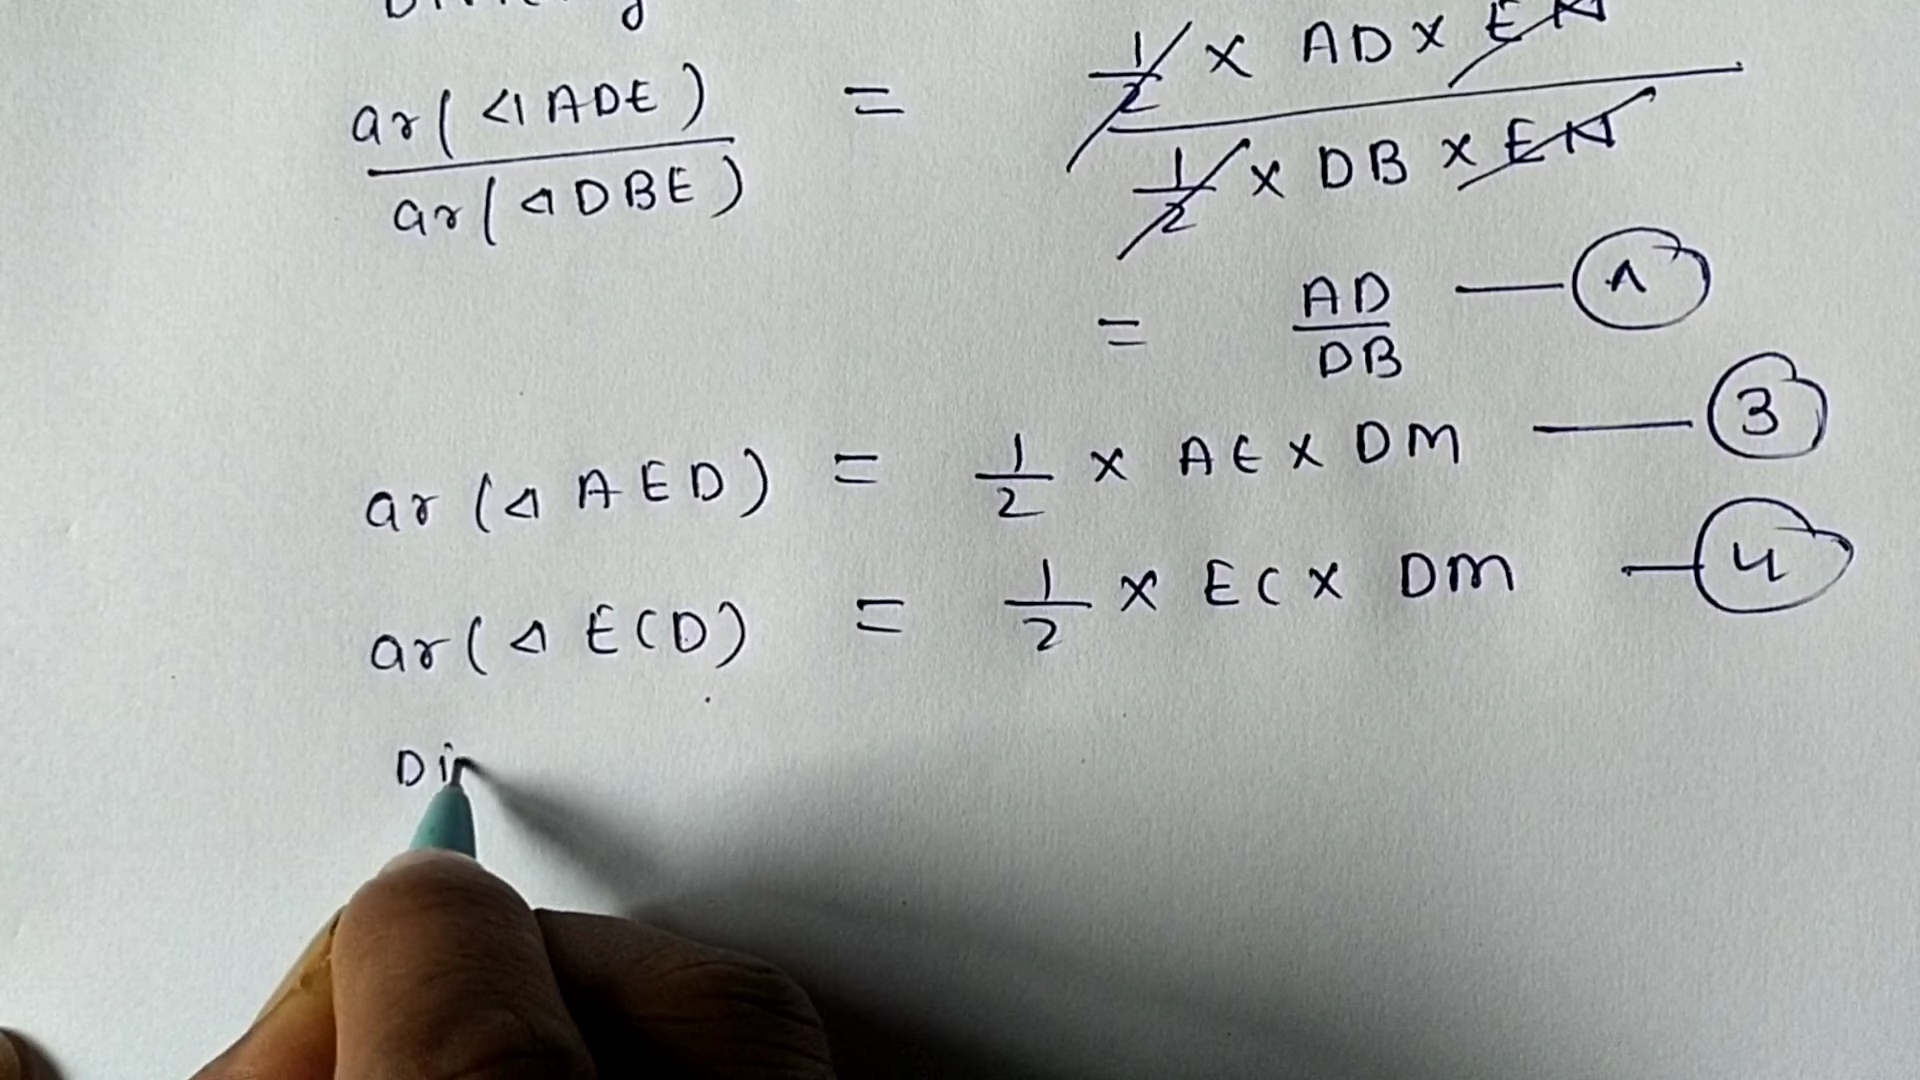 Dividing
ar(△ADE) / ar(△DBE) = 1/2 × AD × EN / 1/2 × DB × EN
= AD/DB — A
ar(△AED) = 1/2 × AE × DM — 3
ar(△ECD) = 1/2 × EC × DM — 4
Di